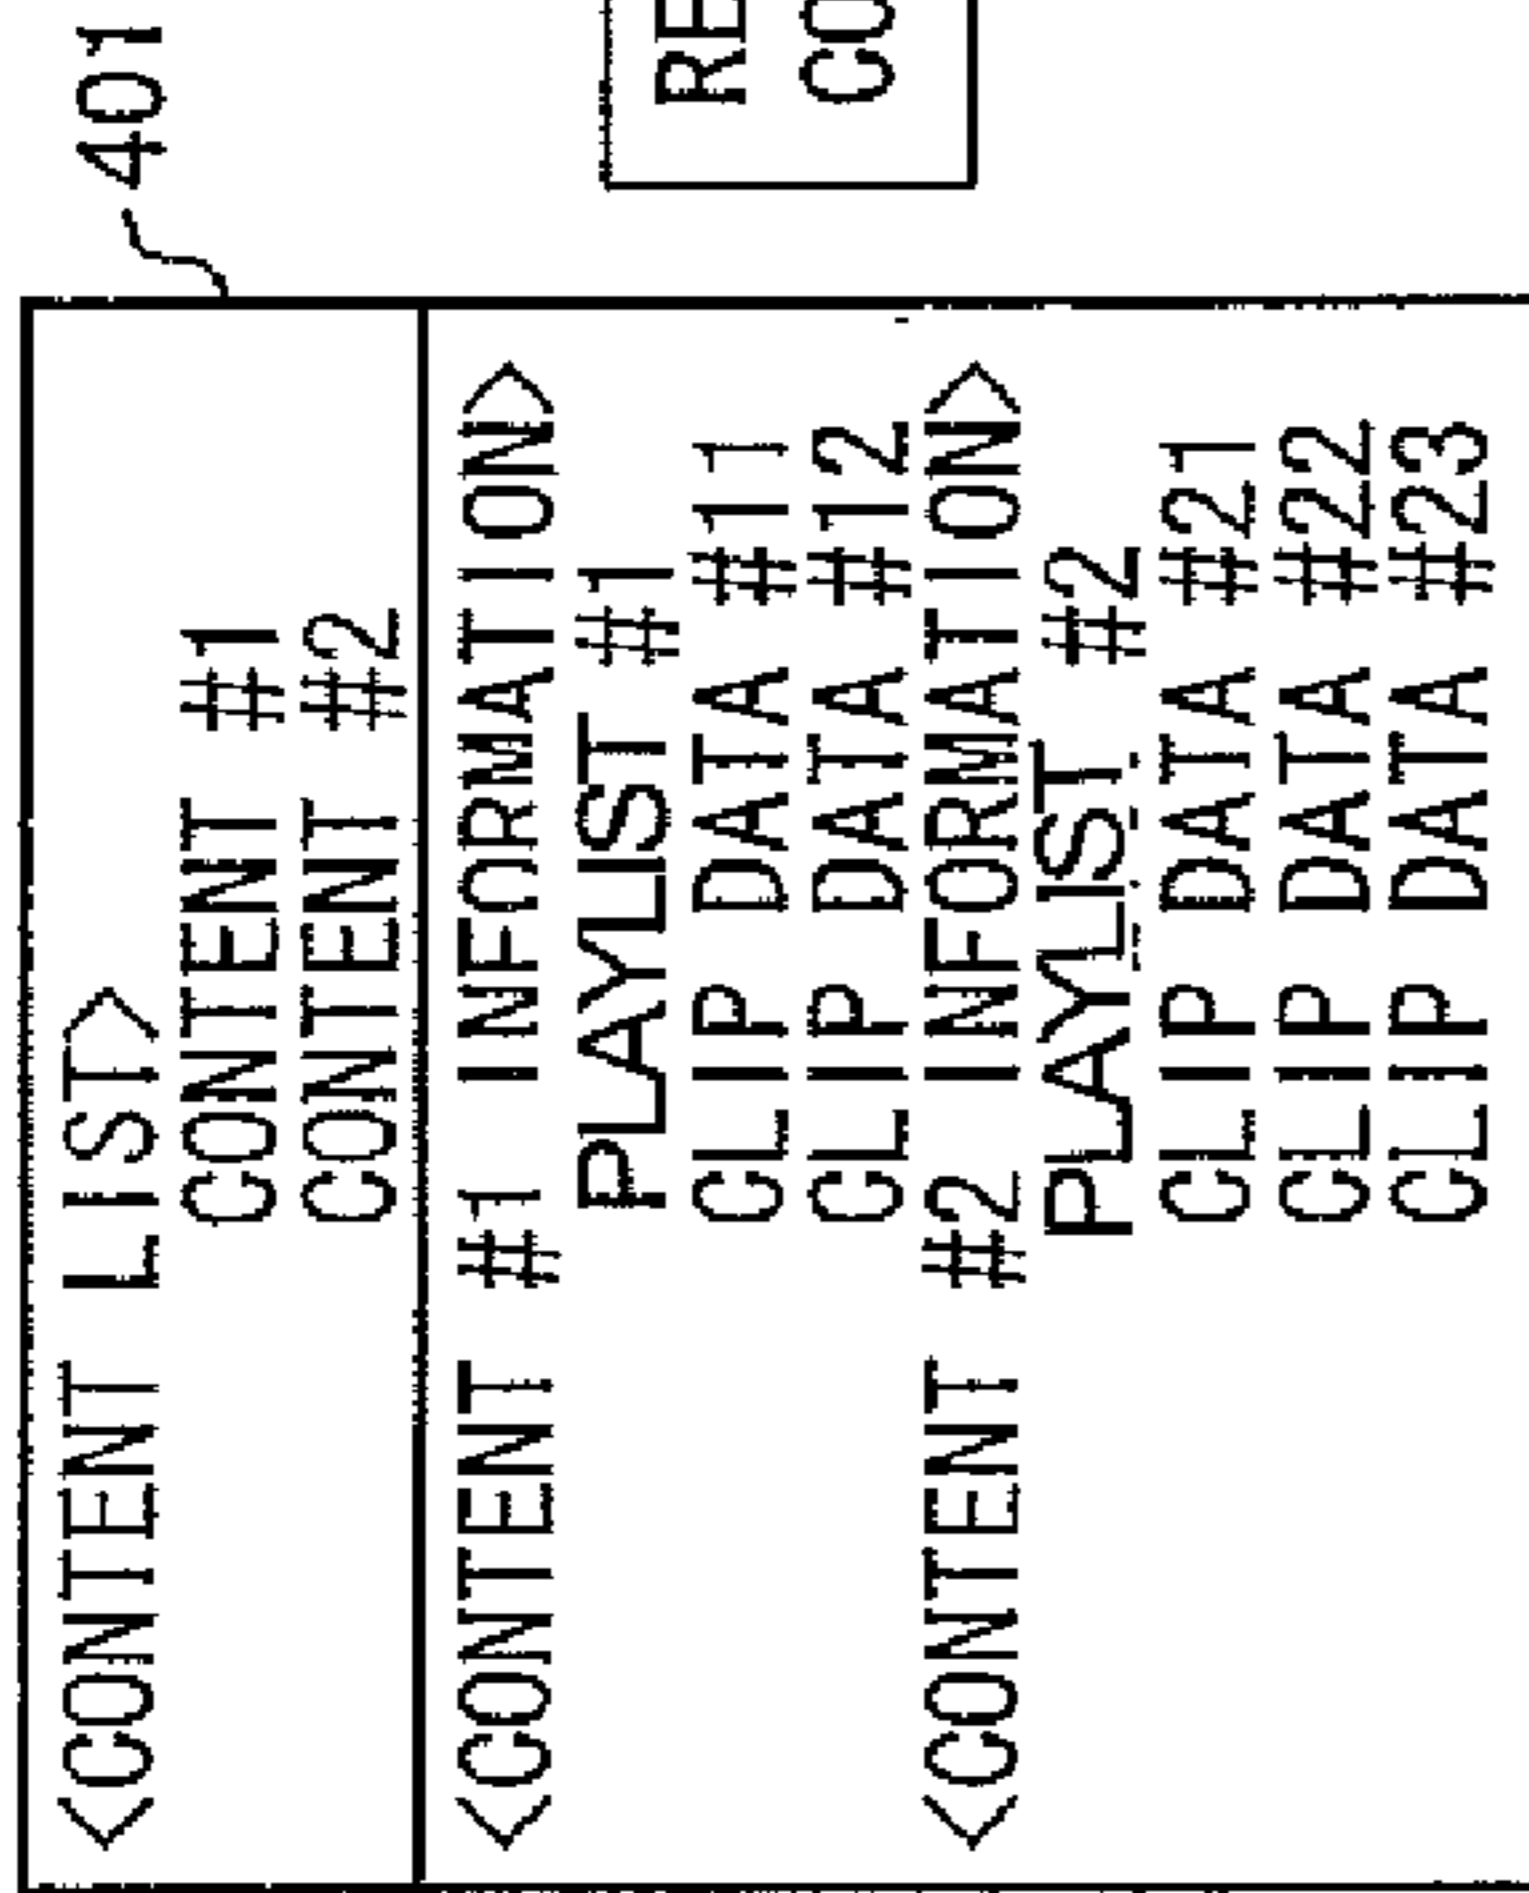 401
<CONTENT LIST>
CONTENT #1
CONTENT #2
<CONTENT #1 INFORMATION>
PLAYLIST #1
CLIP DATA #11
CLIP DATA #12
<CONTENT #2 INFORMATION>
PLAYLIST #2
CLIP DATA #21
CLIP DATA #22
CLIP DATA #23
RE
CO